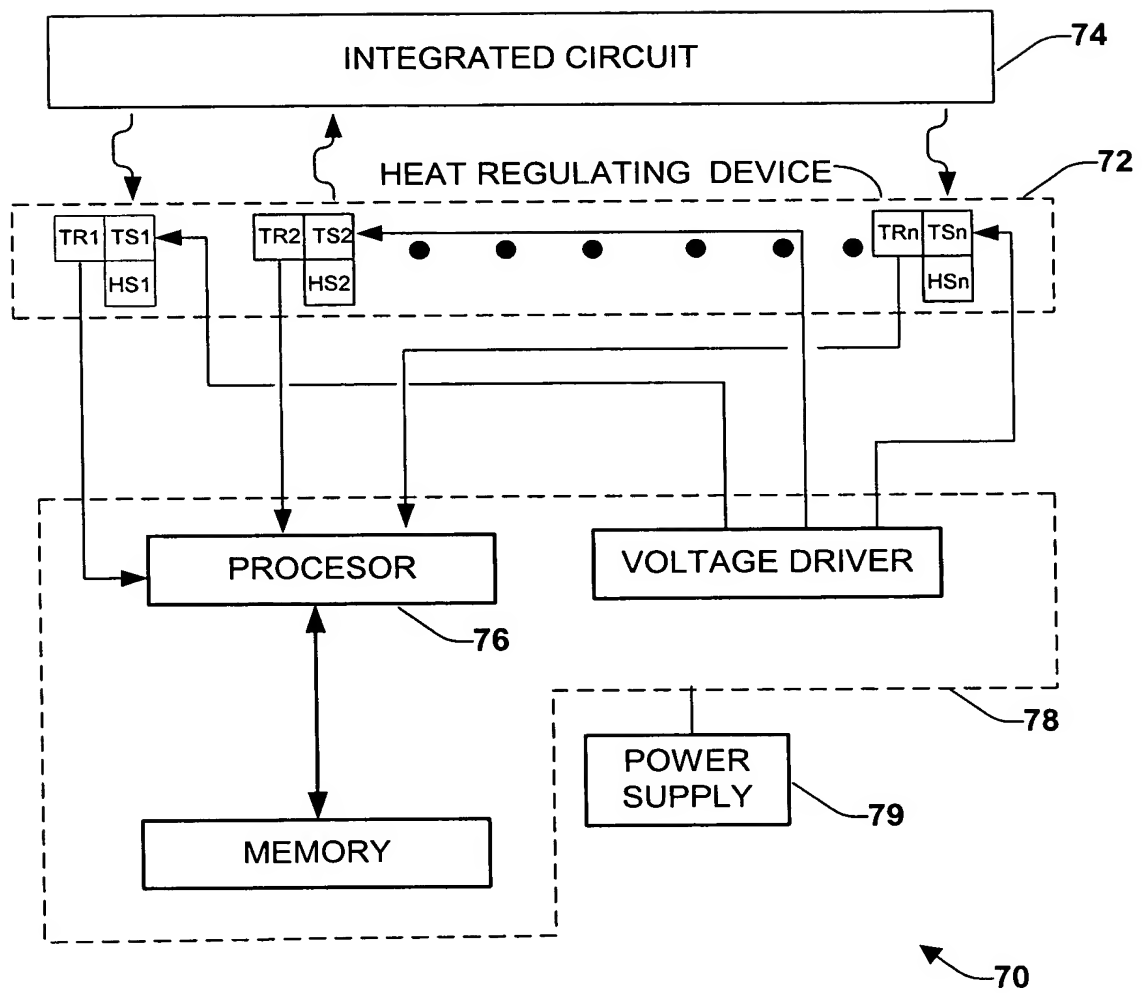 INTEGRATED CIRCUIT
74
HEAT REGULATING DEVICE
72
TR1 TS1
HS1
TR2 TS2
HS2
TRn TSn
HSn
PROCESOR
76
VOLTAGE DRIVER
78
POWER
SUPPLY
79
MEMORY
70